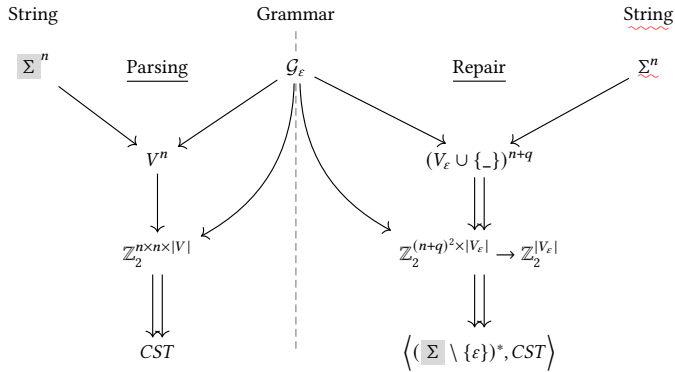 String Grammar String
Σⁿ Parsing 𝒢_ε Repair Σⁿ
Vⁿ (V_ε ∪ {_})ⁿ⁺q
ℤ₂^{n×n×|V|} ℤ₂^{(n+q)²×|V_ε|} → ℤ₂^{|V_ε|}
CST ⟨(Σ \ {ε})*, CST⟩